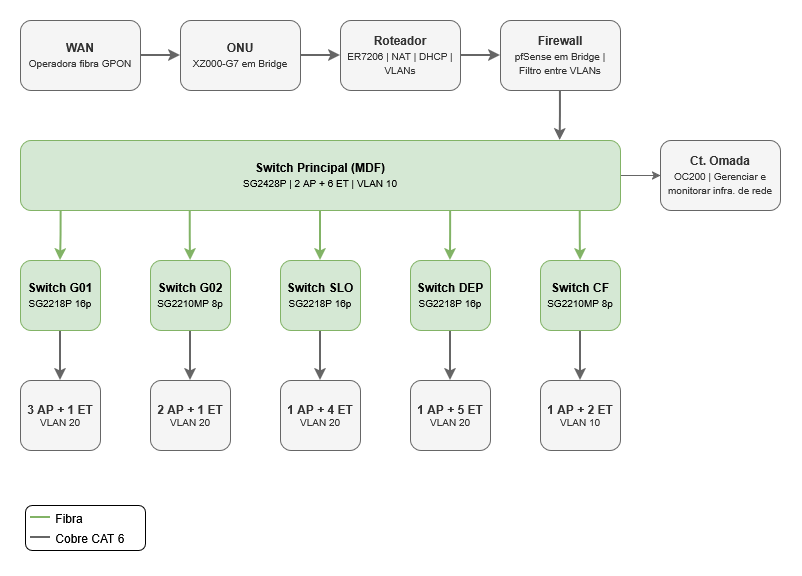 WAN
Operadora fibra GPON
ONU
XZ000-G7 em Bridge
Roteador
ER7206 | NAT | DHCP |
VLANs
Firewall
pfSense em Bridge |
Filtro entre VLANs
Switch Principal (MDF)
SG2428P | 2 AP + 6 ET | VLAN 10
Ct. Omada
OC200 | Gerenciar e
monitorar infra. de rede
Switch G01
SG2218P 16p
Switch G02
SG2210MP 8p
Switch SLO
SG2218P 16p
Switch DEP
SG2218P 16p
Switch CF
SG2210MP 8p
3 AP + 1 ET
VLAN 20
2 AP + 1 ET
VLAN 20
1 AP + 4 ET
VLAN 20
1 AP + 5 ET
VLAN 20
1 AP + 2 ET
VLAN 10
Fibra
Cobre CAT 6